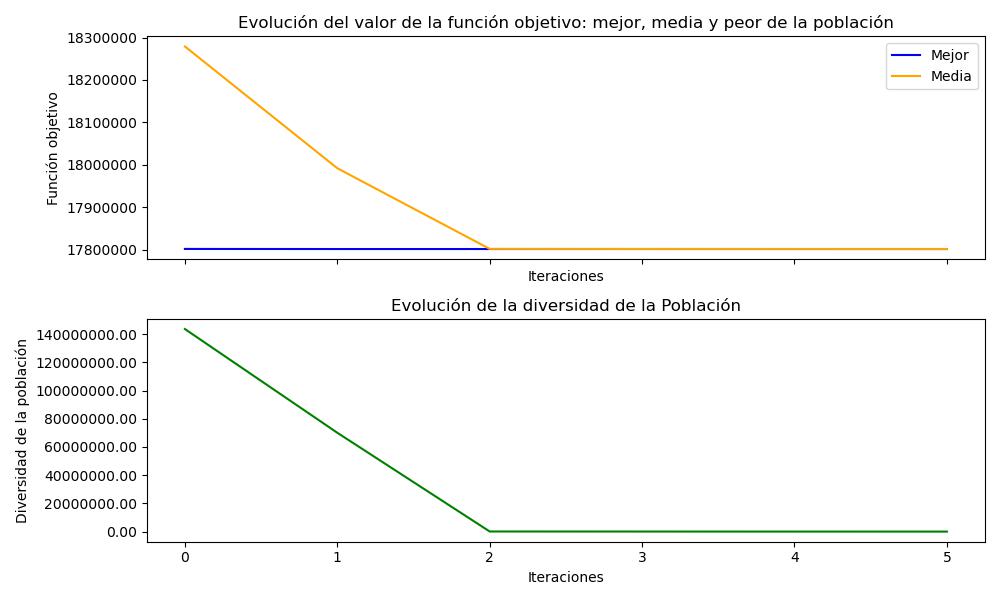 Evolución del valor de la función objetivo: mejor, media y peor de la población
Función objetivo
18300000
18200000
18100000
18000000
17900000
17800000
Mejor
Media
Iteraciones
Evolución de la diversidad de la Población
Diversidad de la población
140000000.00
120000000.00
100000000.00
80000000.00
60000000.00
40000000.00
20000000.00
0.00
0 1 2 3 4 5
Iteraciones